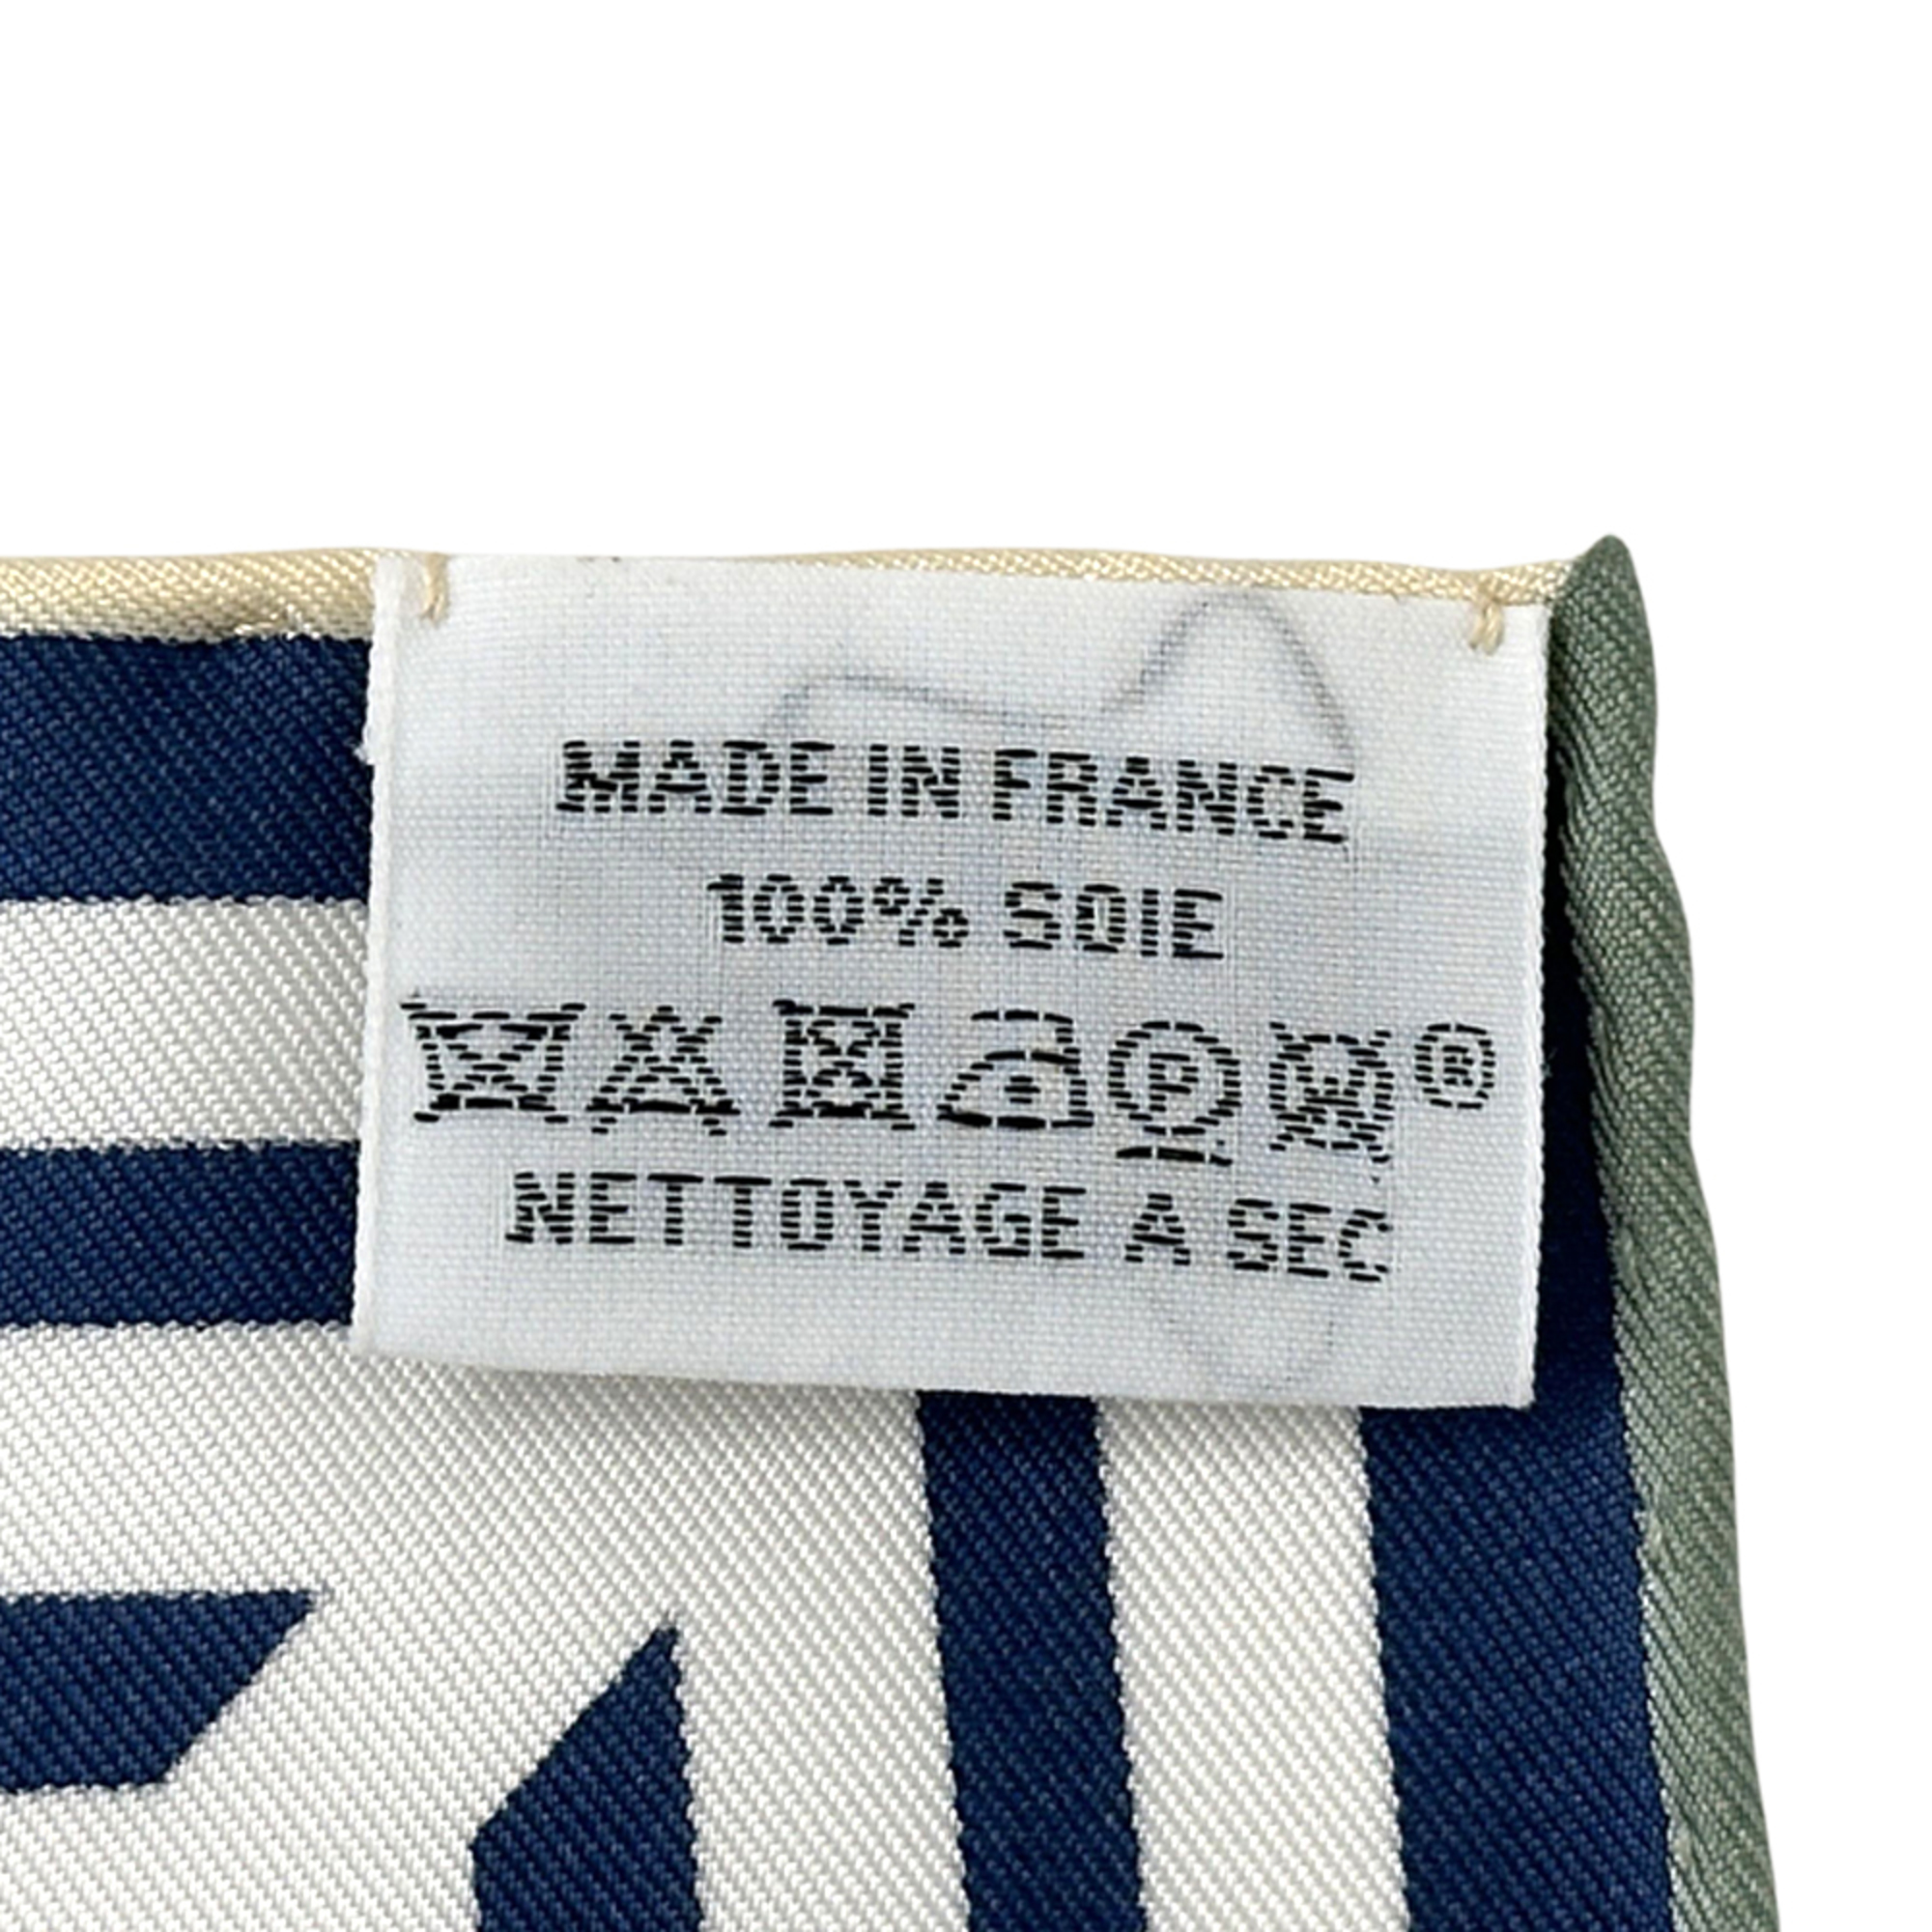 MADE IN FRANCE
100% SOIE
P ®
NETTOYAGE A SEC